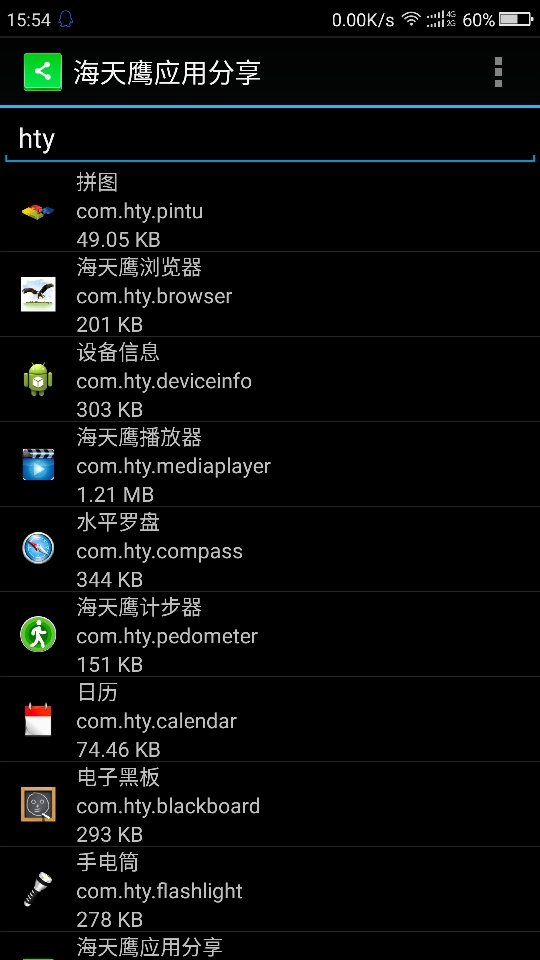 15:54
0.00K/s 4G 2G 60%
海天鹰应用分享
hty
拼图
com.hty.pintu
49.05 KB
海天鹰浏览器
com.hty.browser
201 KB
设备信息
com.hty.deviceinfo
303 KB
海天鹰播放器
com.hty.mediaplayer
1.21 MB
水平罗盘
com.hty.compass
344 KB
海天鹰计步器
com.hty.pedometer
151 KB
日历
com.hty.calendar
74.46 KB
电子黑板
com.hty.blackboard
293 KB
手电筒
com.hty.flashlight
278 KB
海天鹰应用分享